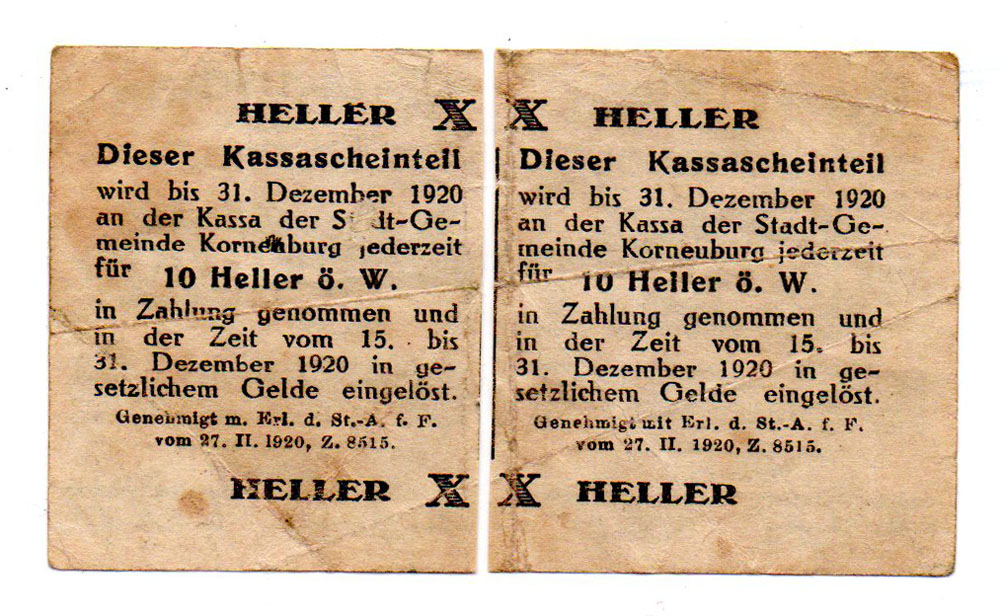 HELLER X
Dieser Kassascheinteil
wird bis 31. Dezember 1920
an der Kassa der Stadt-Ge-
meinde Korneuburg jederzeit
für 10 Heller ö. W.
in Zahlung genommen und
in der Zeit vom 15. bis
31. Dezember 1920 in ge-
setzlichem Gelde eingelöst.
Genehmigt m. Erl. d. St.-A. f. F.
vom 27. II. 1920, Z. 8515.
HELLER X
X HELLER
Dieser Kassascheinteil
wird bis 31. Dezember 1920
an der Kassa der Stadt-Ge-
meinde Korneuburg jederzeit
für 10 Heller ö. W.
in Zahlung genommen und
in der Zeit vom 15. bis
31. Dezember 1920 in ge-
setzlichem Gelde eingelöst.
Genehmigt mit Erl. d. St.-A. f. F.
vom 27. II. 1920, Z. 8515.
X HELLER